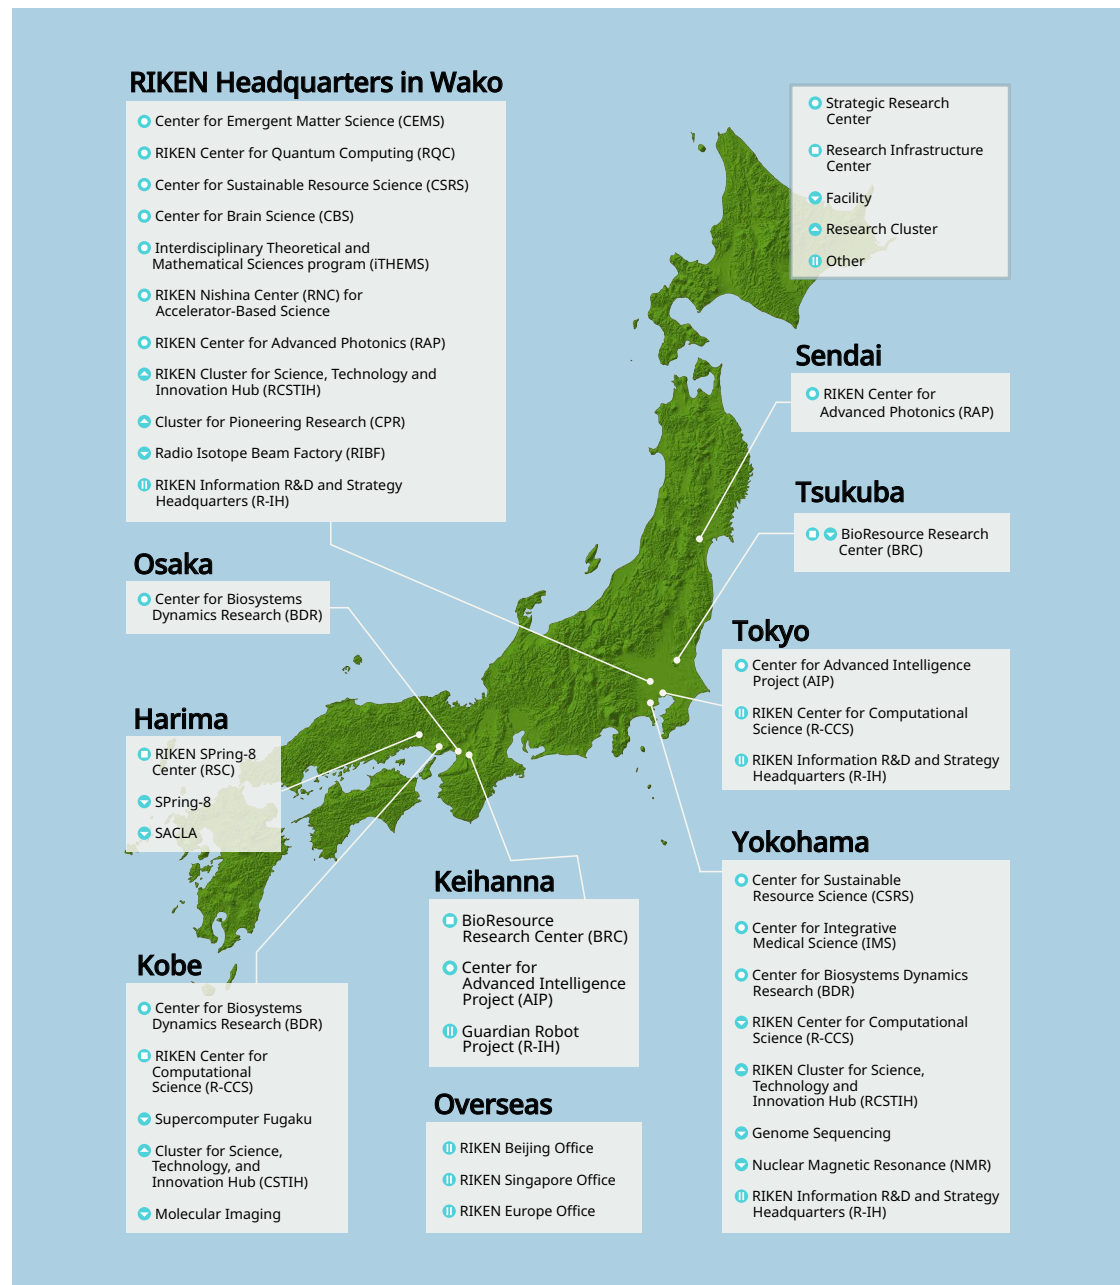 RIKEN Headquarters in Wako
Center for Emergent Matter Science (CEMS)
RIKEN Center for Quantum Computing (RQC)
Center for Sustainable Resource Science (CSRS)
Center for Brain Science (CBS)
Interdisciplinary Theoretical and
Mathematical Sciences program (iTHEMS)
RIKEN Nishina Center (RNC) for
Accelerator-Based Science
RIKEN Center for Advanced Photonics (RAP)
RIKEN Cluster for Science, Technology and
Innovation Hub (RCSTIH)
Cluster for Pioneering Research (CPR)
Radio Isotope Beam Factory (RIBF)
RIKEN Information R&D and Strategy
Headquarters (R-IH)
Strategic Research
Center
Research Infrastructure
Center
Facility
Research Cluster
Other
Sendai
RIKEN Center for
Advanced Photonics (RAP)
Tsukuba
BioResource Research
Center (BRC)
Osaka
Center for Biosystems
Dynamics Research (BDR)
Tokyo
Center for Advanced Intelligence
Project (AIP)
RIKEN Center for Computational
Science (R-CCS)
RIKEN Information R&D and Strategy
Headquarters (R-IH)
Harima
RIKEN SPring-8
Center (RSC)
SPring-8
SACLA
Yokohama
Center for Sustainable
Resource Science (CSRS)
Center for Integrative
Medical Science (IMS)
Center for Biosystems Dynamics
Research (BDR)
RIKEN Center for Computational
Science (R-CCS)
RIKEN Cluster for Science,
Technology and
Innovation Hub (RCSTIH)
Genome Sequencing
Nuclear Magnetic Resonance (NMR)
RIKEN Information R&D and Strategy
Headquarters (R-IH)
Keihanna
BioResource
Research Center (BRC)
Center for
Advanced Intelligence
Project (AIP)
Guardian Robot
Project (R-IH)
Kobe
Center for Biosystems
Dynamics Research (BDR)
RIKEN Center for
Computational
Science (R-CCS)
Supercomputer Fugaku
Cluster for Science,
Technology, and
Innovation Hub (CSTIH)
Molecular Imaging
Overseas
RIKEN Beijing Office
RIKEN Singapore Office
RIKEN Europe Office